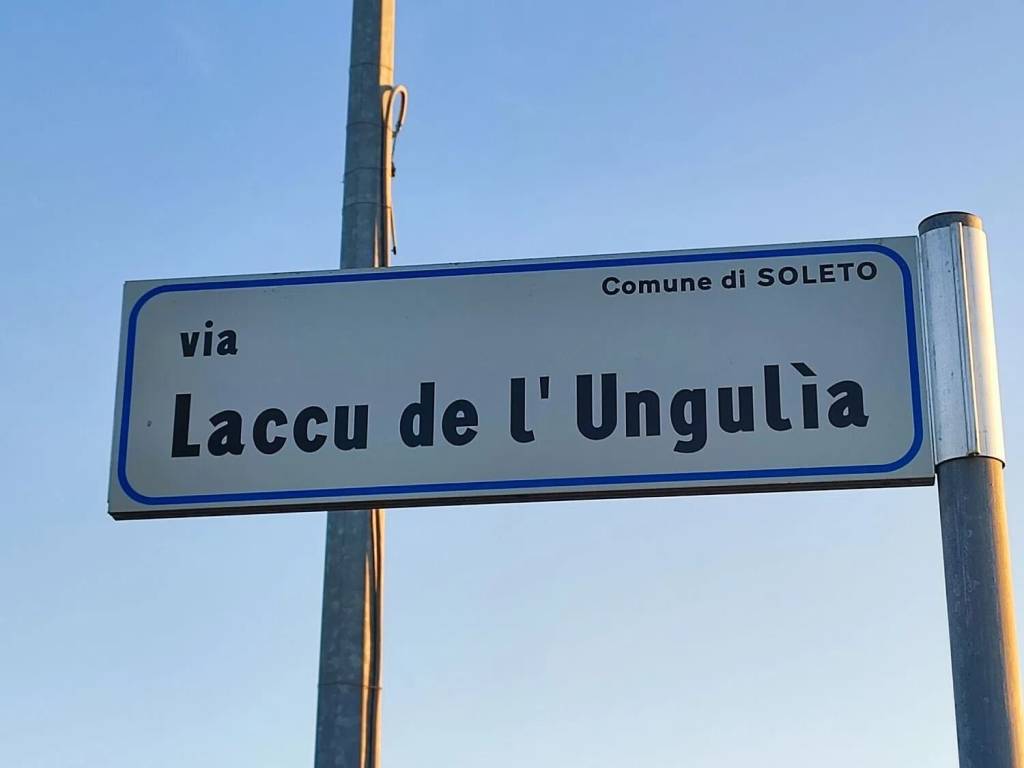 Comune di SOLETO
via
Laccu de l'Ungulìa